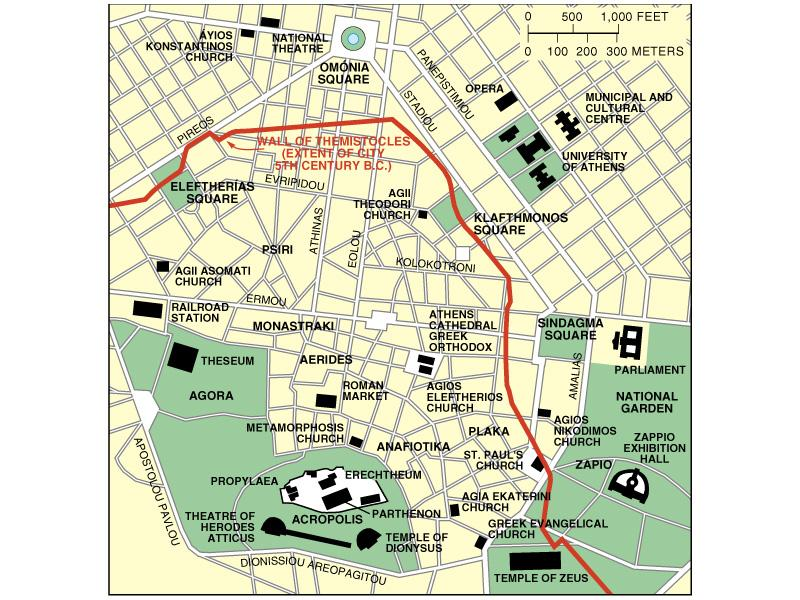 0 500 1,000 FEET
0 100 200 300 METERS
ÁYIOS
KONSTANTINOS
CHURCH
NATIONAL
THEATRE
OMONIA
SQUARE
PANEPISTIMIOU
STADIOU
OPERA
MUNICIPAL AND
CULTURAL
CENTRE
UNIVERSITY
OF ATHENS
PIREOS
WALL OF THEMISTOCLES
(EXTENT OF CITY
5TH CENTURY B.C.)
EVRIPIDOU
ELEFTHERIAS
SQUARE
AGII
THEODORI
CHURCH
KLAFTHMONOS
SQUARE
ATHINAS
EOLOU
PSIRI
KOLOKOTRONI
AGII ASOMATI
CHURCH
ERMOU
RAILROAD
STATION
MONASTRAKI
ATHENS
CATHEDRAL
GREEK
ORTHODOX
SINDAGMA
SQUARE
THESEUM
AERIDES
PARLIAMENT
AMALIAS
AGORA
ROMAN
MARKET
AGIOS
ELEFTHERIOS
CHURCH
NATIONAL
GARDEN
METAMORPHOSIS
CHURCH
ANAFIOTIKA
PLAKA
AGIOS
NIKODIMOS
CHURCH
ZAPPIO
EXHIBITION
HALL
APOSTOLOU PAVLOU
ST. PAUL'S
CHURCH
ZAPIO
PROPYLAEA
ERECHTHEUM
AGIA EKATERINI
CHURCH
PARTHENON
ACROPOLIS
THEATRE OF
HERODES
ATTICUS
GREEK EVANGELICAL
CHURCH
TEMPLE OF
DIONYSUS
DIONISSIOU AREOPAGITOU
TEMPLE OF ZEUS